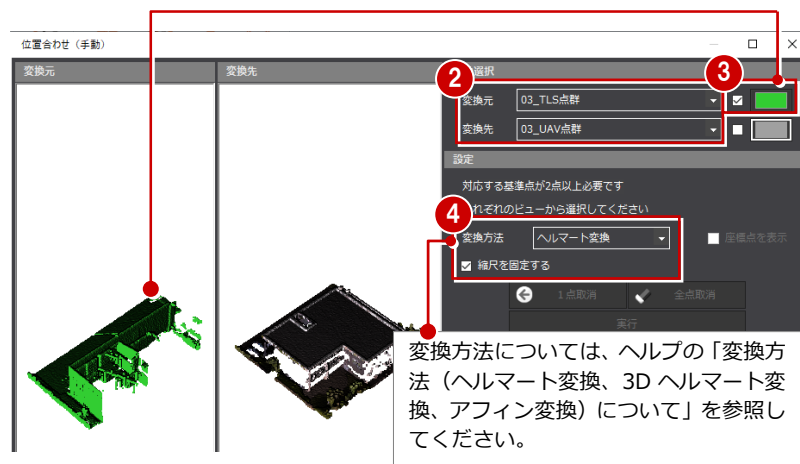 位置合わせ（手動）
変換元
変換先
選択
2
3
変換元
03_TLS点群
変換先
03_UAV点群
設定
対応する基準点が2点以上必要です
れぞれのビューから選択してください
4
変換方法
ヘルマート変換
座標点を表示
縮尺を固定する
1点取消
全点取消
実行
変換方法については、ヘルプの「変換方
法（ヘルマート変換、3D ヘルマート変
換、アフィン変換）について」を参照し
てください。